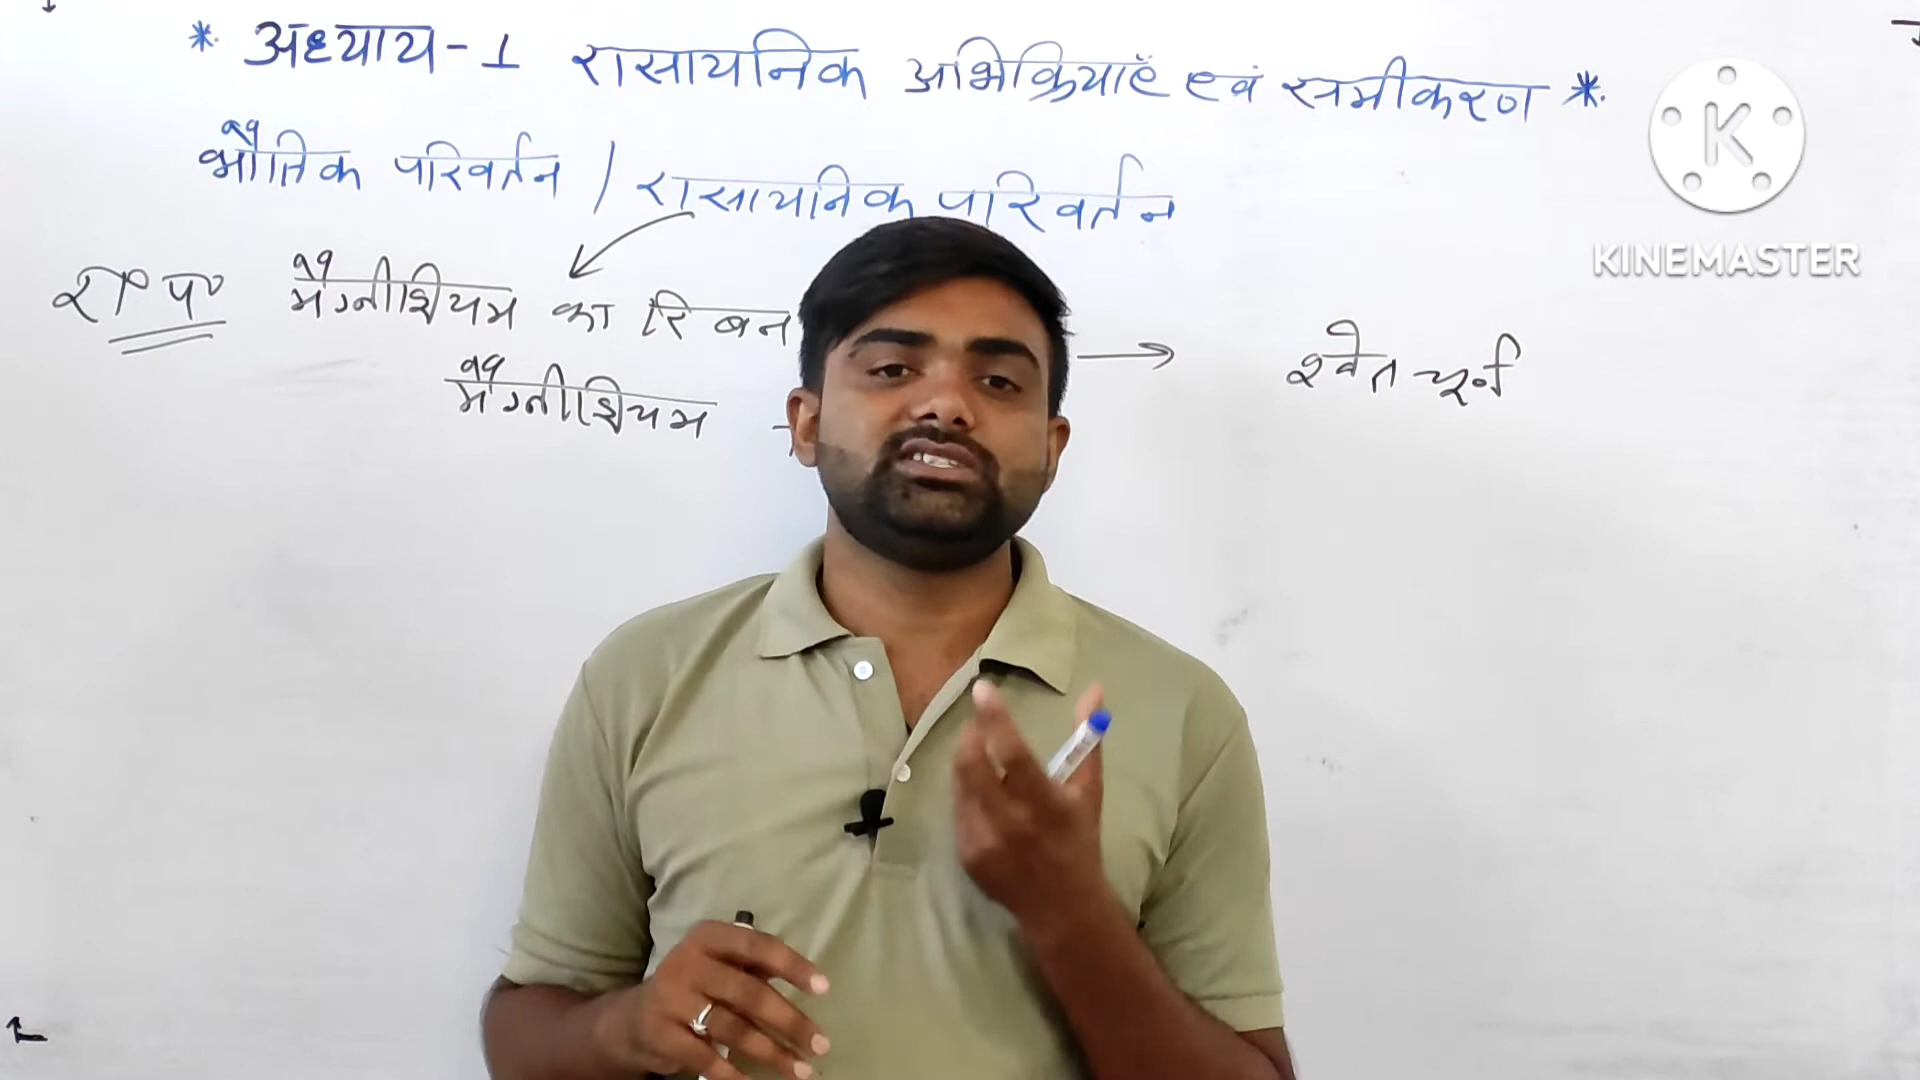 * अध्याय - 1 रासायनिक अभिक्रियाएँ एवं समीकरण *
भौतिक परिवर्तन / रासायनिक परिवर्तन
रा० प० मैग्नीशियम का रिबन → श्वेत चूर्ण
मैग्नीशियम +
K
KINEMASTER